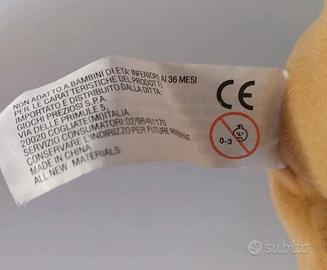 NON ADATTO A BAMBINI DI ETA' INFERIORE AI 36 MESI
PER LE CARATTERISTICHE DEL PRODOTTO
IMPORTATO E DISTRIBUITO DALLA DITTA:
GIOCHI PREZIOSI S.P.A.
VIA DELLE PRIMULE 5,
20020 COGLIATE (MI)ITALIA.
SERVIZIO CONSUMATORI:02/96461170
CONSERVARE L'INDIRIZZO PER FUTURE
MADE IN CHINA
ALL NEW MATERIALS
CE
0-3
subito